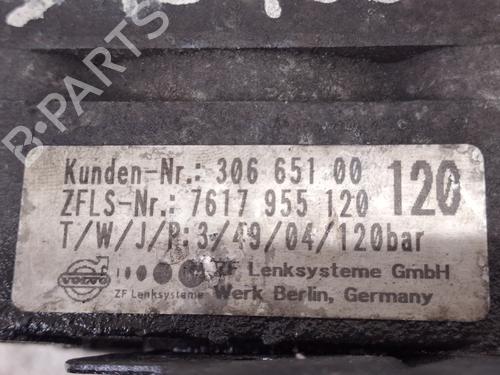 B-PARTS
Kunden-Nr.: 306 651 00
ZFLS-Nr.: 7617 955 120 120
T/W/J/P: 3/49/04/120bar
VOLVO ZF Lenksysteme GmbH
ZF Lenksysteme Werk Berlin, Germany